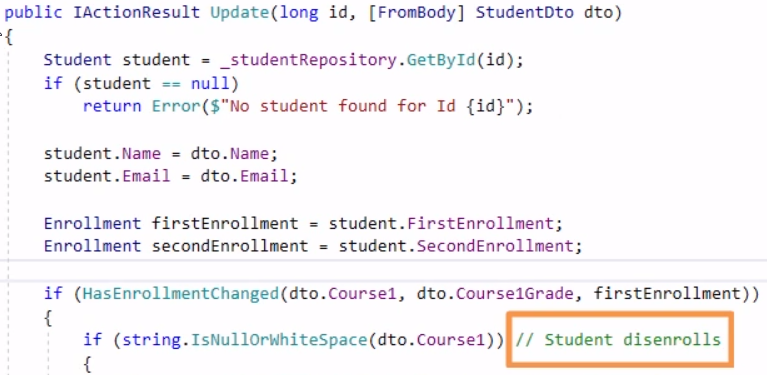 public IActionResult Update(long id, [FromBody] StudentDto dto)
{
Student student = _studentRepository.GetById(id);
if (student == null)
return Error($"No student found for Id {id}");
student.Name = dto.Name;
student.Email = dto.Email;
Enrollment firstEnrollment = student.FirstEnrollment;
Enrollment secondEnrollment = student.SecondEnrollment;
if (HasEnrollmentChanged(dto.Course1, dto.Course1Grade, firstEnrollment))
{
if (string.IsNullOrWhiteSpace(dto.Course1)) // Student disenrolls
{